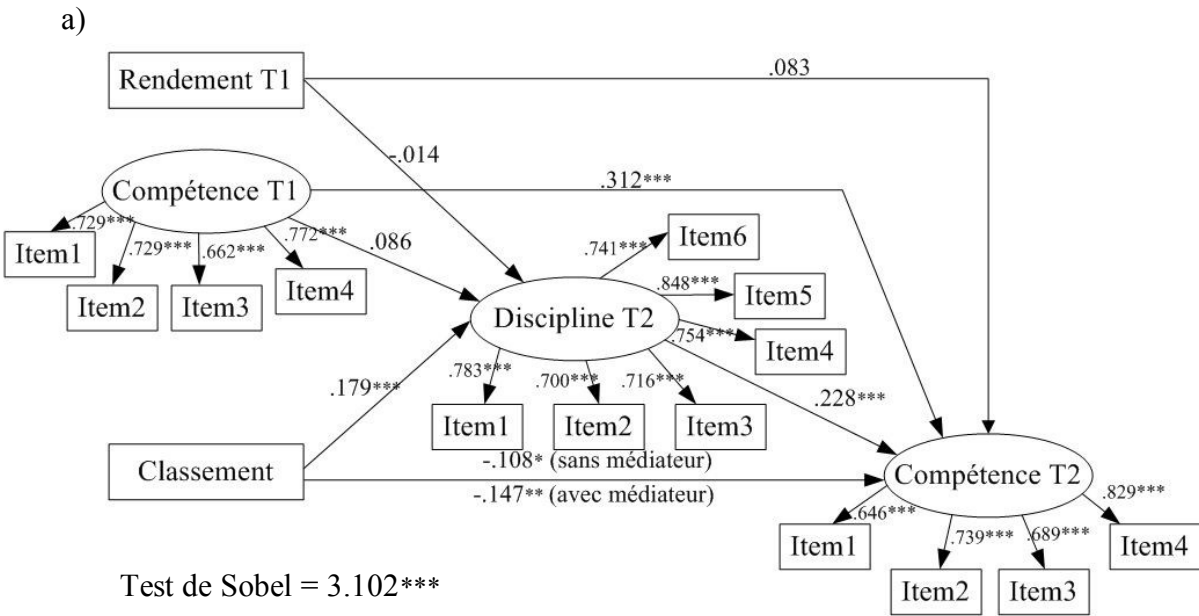 a)
Rendement T1
.083
-.014
Compétence T1
.312***
.729***
.729***
.662***
.772***
.086
Item1
Item2
Item3
Item4
.741***
Item6
.848***
Item5
Discipline T2
.754***
Item4
.783***
.700***
.716***
.179***
.228***
Item1
Item2
Item3
Classement
-.108* (sans médiateur)
-.147** (avec médiateur)
Compétence T2
.646***
.739***
.689***
.829***
Item1
Item2
Item3
Item4
Test de Sobel = 3.102***